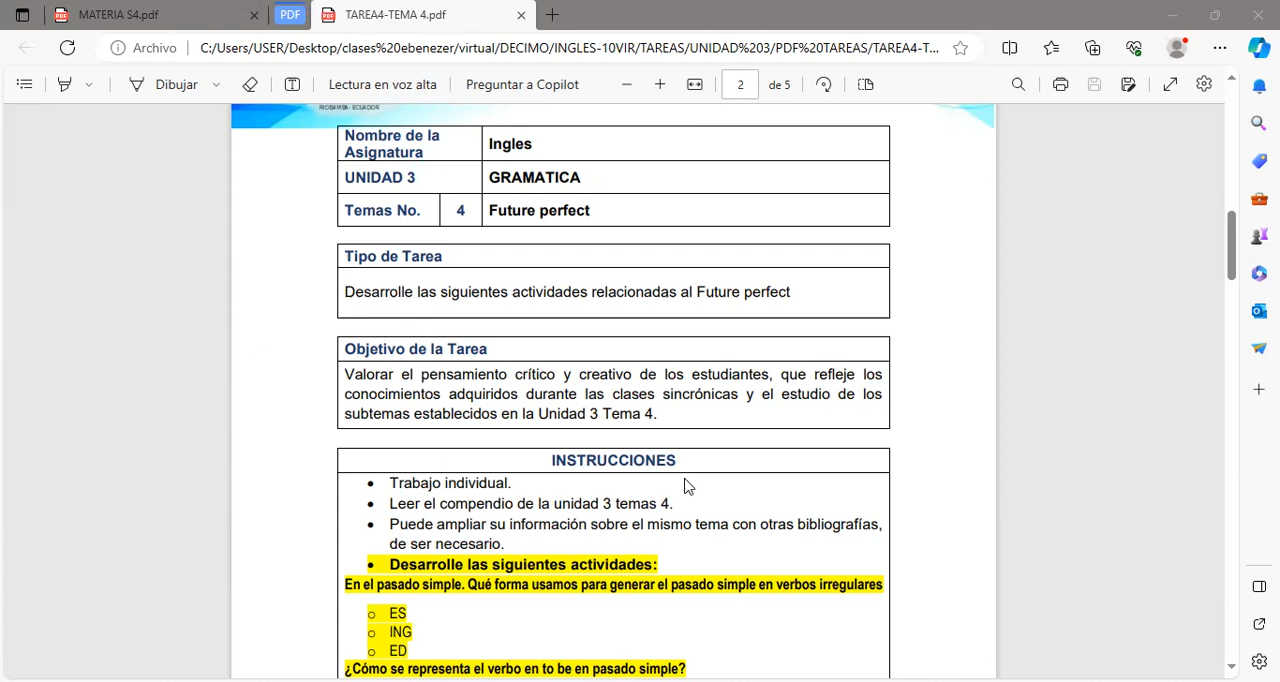 MATERIA S4.pdf
PDF
TAREA4-TEMA 4.pdf
Archivo
C:/Users/USER/Desktop/clases%20ebenezer/virtual/DECIMO/INGLES-10VIR/TAREAS/UNIDAD%203/PDF%20TAREAS/TAREA4-T...
Dibujar
Lectura en voz alta
Preguntar a Copilot
2
de 5
RIOBAMBA - ECUADOR
Nombre de la
Asignatura
Ingles
UNIDAD 3
GRAMATICA
Temas No.
4
Future perfect
Tipo de Tarea
Desarrolle las siguientes actividades relacionadas al Future perfect
Objetivo de la Tarea
Valorar el pensamiento crítico y creativo de los estudiantes, que refleje los
conocimientos adquiridos durante las clases sincrónicas y el estudio de los
subtemas establecidos en la Unidad 3 Tema 4.
INSTRUCCIONES
• Trabajo individual.
• Leer el compendio de la unidad 3 temas 4.
• Puede ampliar su información sobre el mismo tema con otras bibliografías,
de ser necesario.
• Desarrolle las siguientes actividades:
En el pasado simple. Qué forma usamos para generar el pasado simple en verbos irregulares
o ES
o ING
o ED
¿Cómo se representa el verbo en to be en pasado simple?